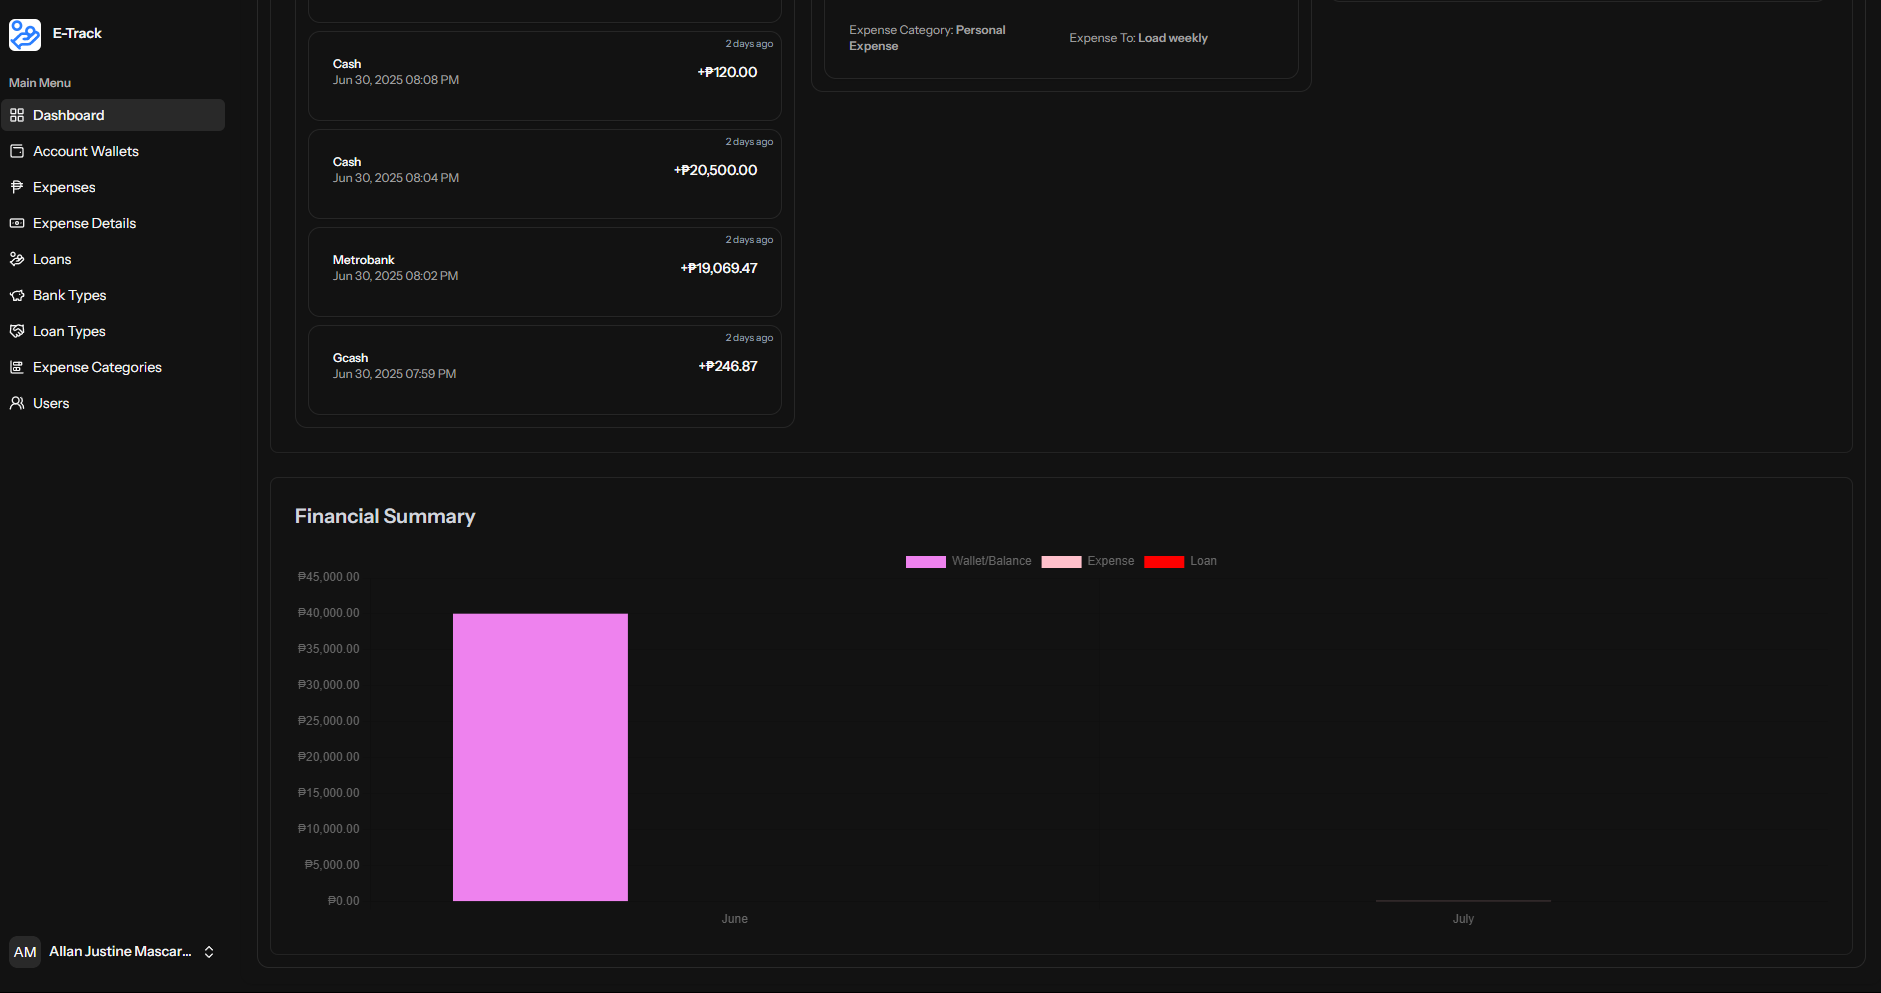 E-Track
Main Menu
Dashboard
Account Wallets
Expenses
Expense Details
Loans
Bank Types
Loan Types
Expense Categories
Users
AM Allan Justine Mascar...
2 days ago
Cash
Jun 30, 2025 08:08 PM
+₱120.00
2 days ago
Cash
Jun 30, 2025 08:04 PM
+₱20,500.00
2 days ago
Metrobank
Jun 30, 2025 08:02 PM
+₱19,069.47
2 days ago
Gcash
Jun 30, 2025 07:59 PM
+₱246.87
Expense Category: Personal
Expense
Expense To: Load weekly
Financial Summary
Wallet/Balance Expense Loan
₱45,000.00
₱40,000.00
₱35,000.00
₱30,000.00
₱25,000.00
₱20,000.00
₱15,000.00
₱10,000.00
₱5,000.00
₱0.00
June July